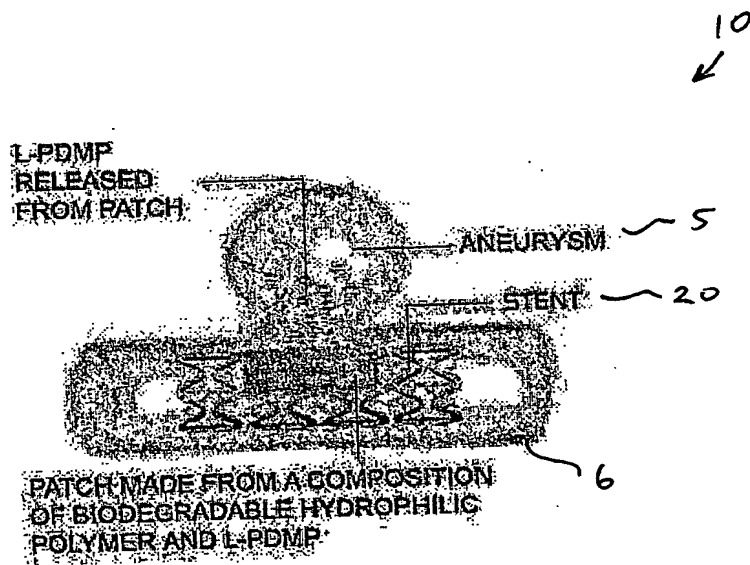 10
L-PDMP
RELEASED
FROM PATCH
ANEURYSM 5
STENT 20
6
PATCH MADE FROM A COMPOSITION
OF BIODEGRADABLE HYDROPHILIC
POLYMER AND L-PDMP